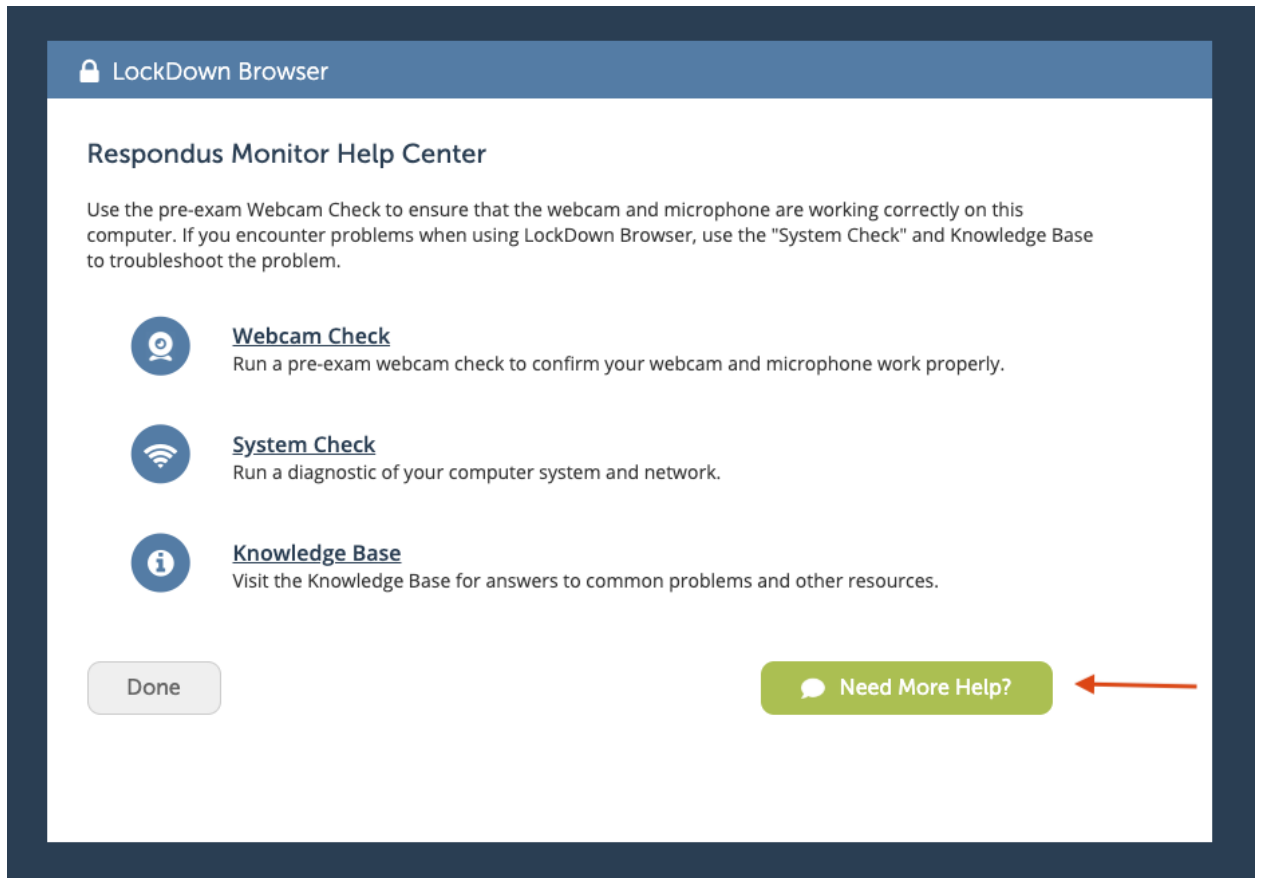 LockDown Browser
Respondus Monitor Help Center
Use the pre-exam Webcam Check to ensure that the webcam and microphone are working correctly on this
computer. If you encounter problems when using LockDown Browser, use the "System Check" and Knowledge Base
to troubleshoot the problem.
Webcam Check
Run a pre-exam webcam check to confirm your webcam and microphone work properly.
System Check
Run a diagnostic of your computer system and network.
Knowledge Base
Visit the Knowledge Base for answers to common problems and other resources.
Done
Need More Help?